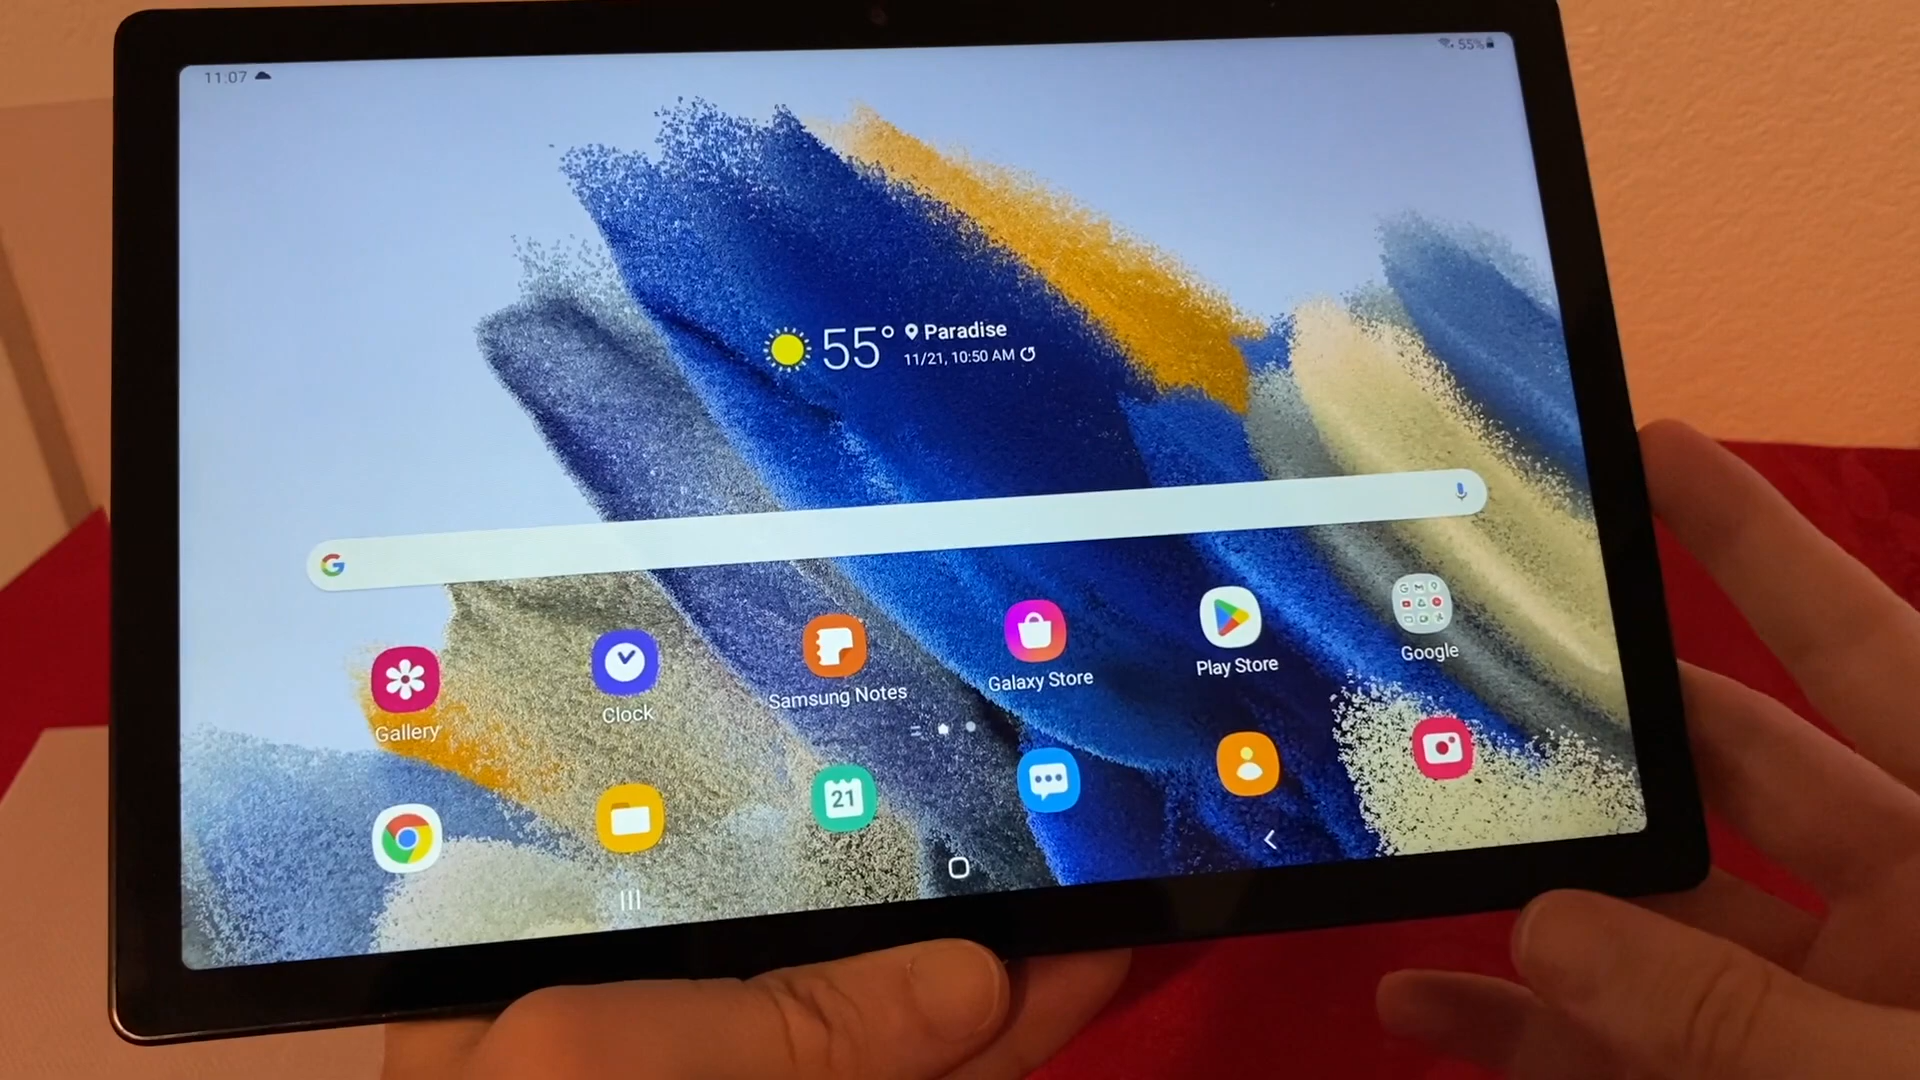 11:07
55%
55°
Paradise
11/21, 10:50 AM
G
Gallery
Clock
Samsung Notes
Galaxy Store
Play Store
Google
21